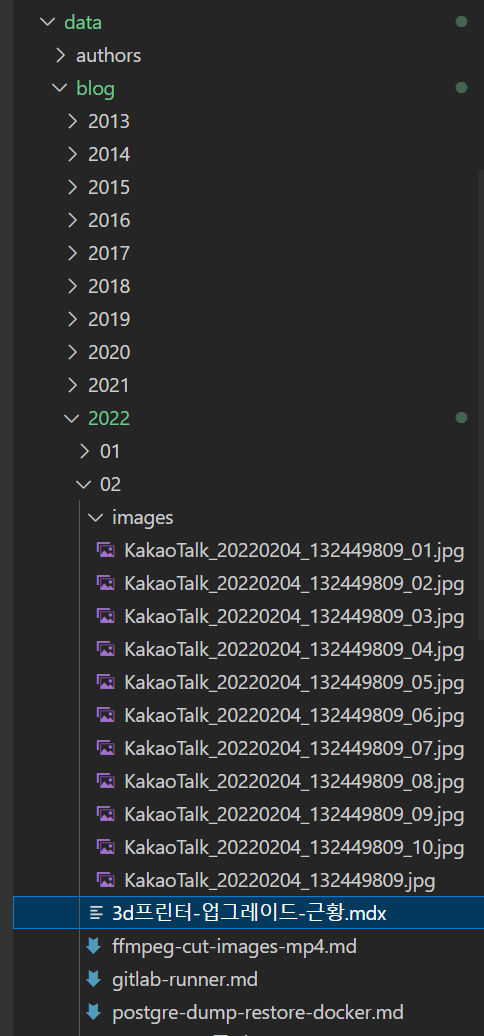 data
authors
blog
2013
2014
2015
2016
2017
2018
2019
2020
2021
2022
01
02
images
KakaoTalk_20220204_132449809_01.jpg
KakaoTalk_20220204_132449809_02.jpg
KakaoTalk_20220204_132449809_03.jpg
KakaoTalk_20220204_132449809_04.jpg
KakaoTalk_20220204_132449809_05.jpg
KakaoTalk_20220204_132449809_06.jpg
KakaoTalk_20220204_132449809_07.jpg
KakaoTalk_20220204_132449809_08.jpg
KakaoTalk_20220204_132449809_09.jpg
KakaoTalk_20220204_132449809_10.jpg
KakaoTalk_20220204_132449809.jpg
3d프린터-업그레이드-근황.mdx
ffmpeg-cut-images-mp4.md
gitlab-runner.md
postgre-dump-restore-docker.md